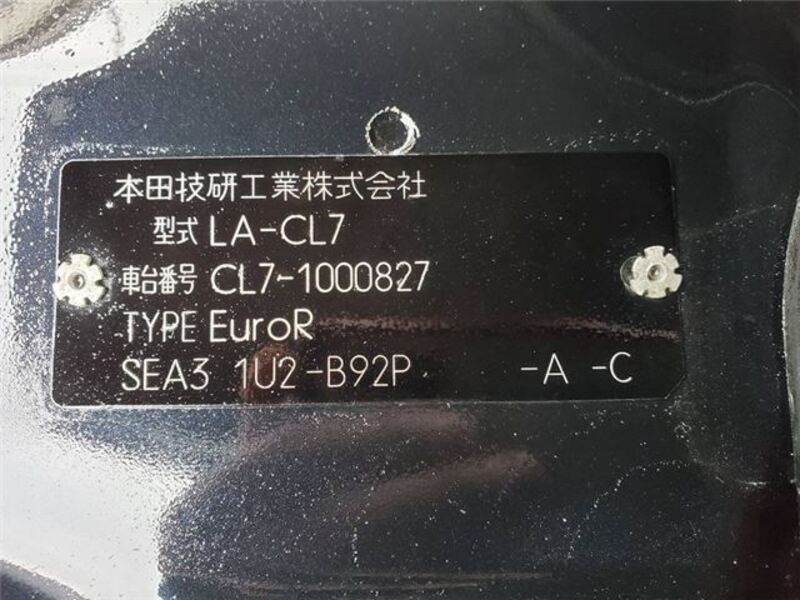 本田技研工業株式会社
型式 LA-CL7
車台番号 CL7-1000827
TYPE EuroR
SEA3 1U2-B92P -A -C